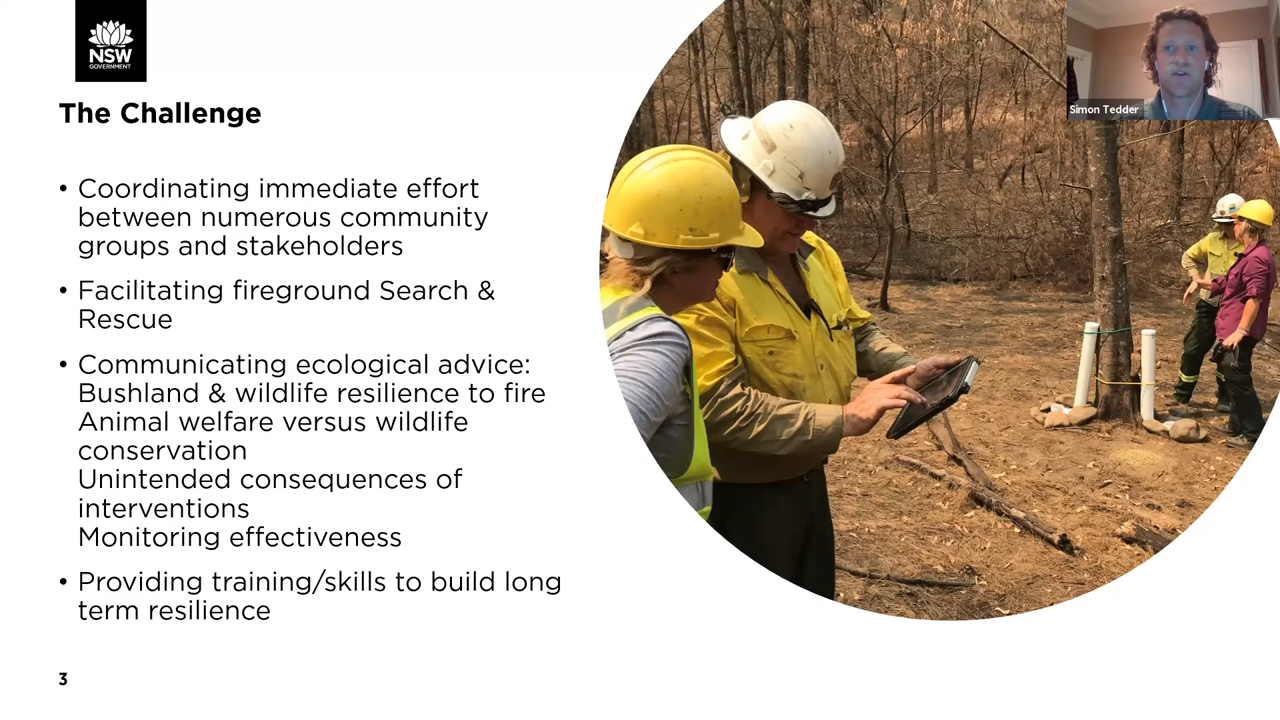 NSW
GOVERNMENT
The Challenge
Simon Tedder
• Coordinating immediate effort
between numerous community
groups and stakeholders
• Facilitating fireground Search &
Rescue
• Communicating ecological advice:
Bushland & wildlife resilience to fire
Animal welfare versus wildlife
conservation
Unintended consequences of
interventions
Monitoring effectiveness
• Providing training/skills to build long
term resilience
3